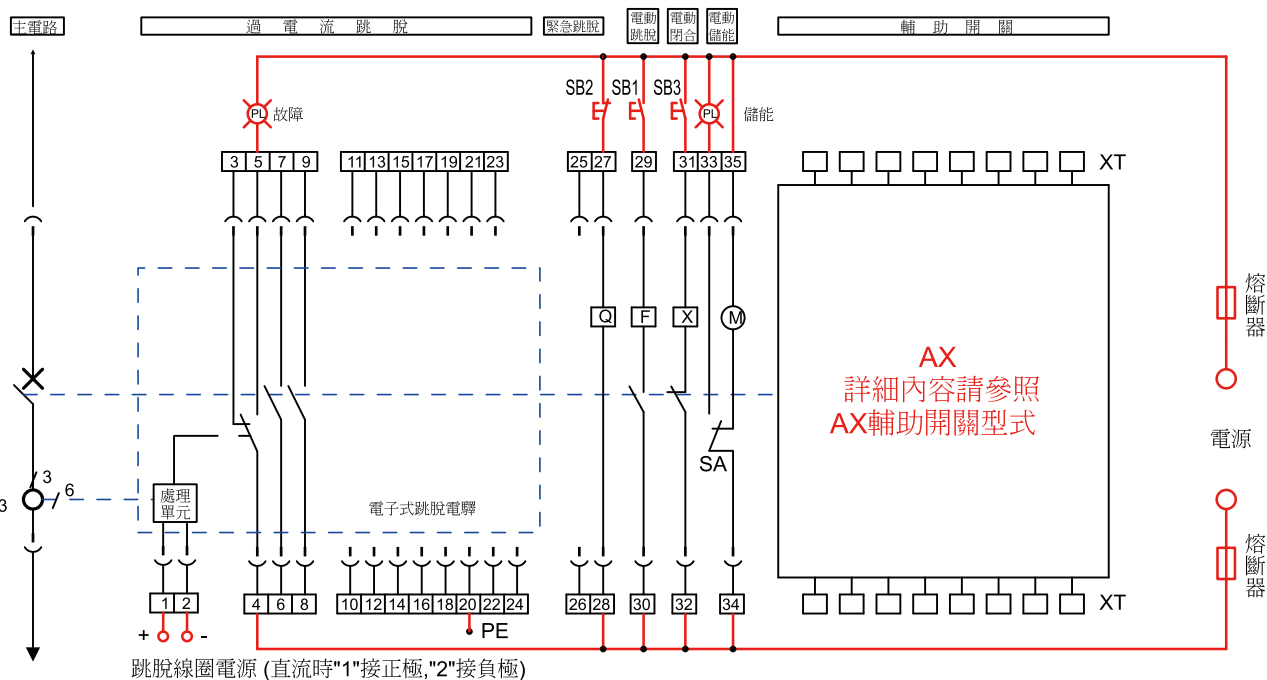 主電路
過電流跳脫
緊急跳脫
電動
跳脫
電動
閉合
電動
儲能
輔助開關
SB2
SB1
SB3
PL
故障
PL
儲能
3 5 7 9
11 13 15 17 19 21 23
25 27
29
31 33 35
XT
Q
F
X
M
熔斷器
AX
詳細內容請參照
AX輔助開關型式
電源
SA
3
6
3
處理
單元
電子式跳脫電驛
熔斷器
1 2
4 6 8
10 12 14 16 18 20 22 24
26 28
30
32
34
XT
+
-
PE
跳脫線圈電源 (直流時"1"接正極,"2"接負極)